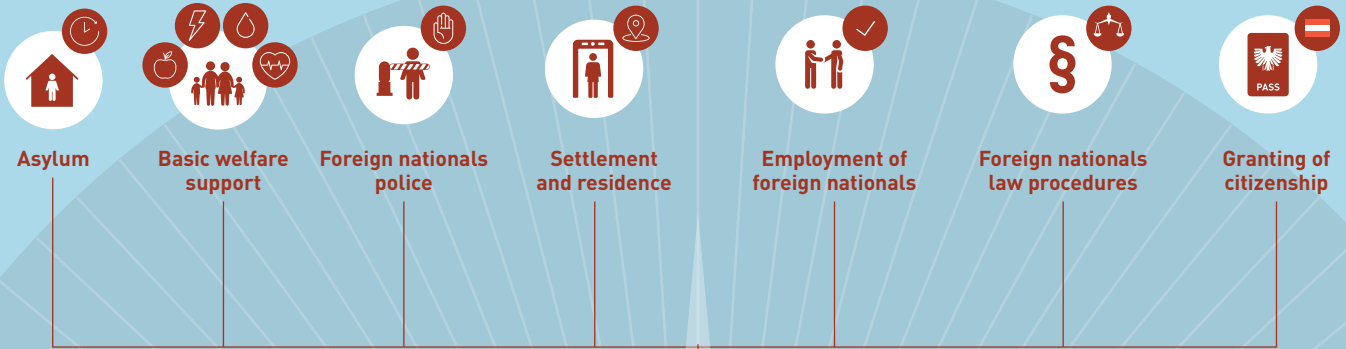 PASS
Asylum
Basic welfare
support
Foreign nationals
police
Settlement
and residence
Employment of
foreign nationals
§
Foreign nationals
law procedures
Granting of
citizenship